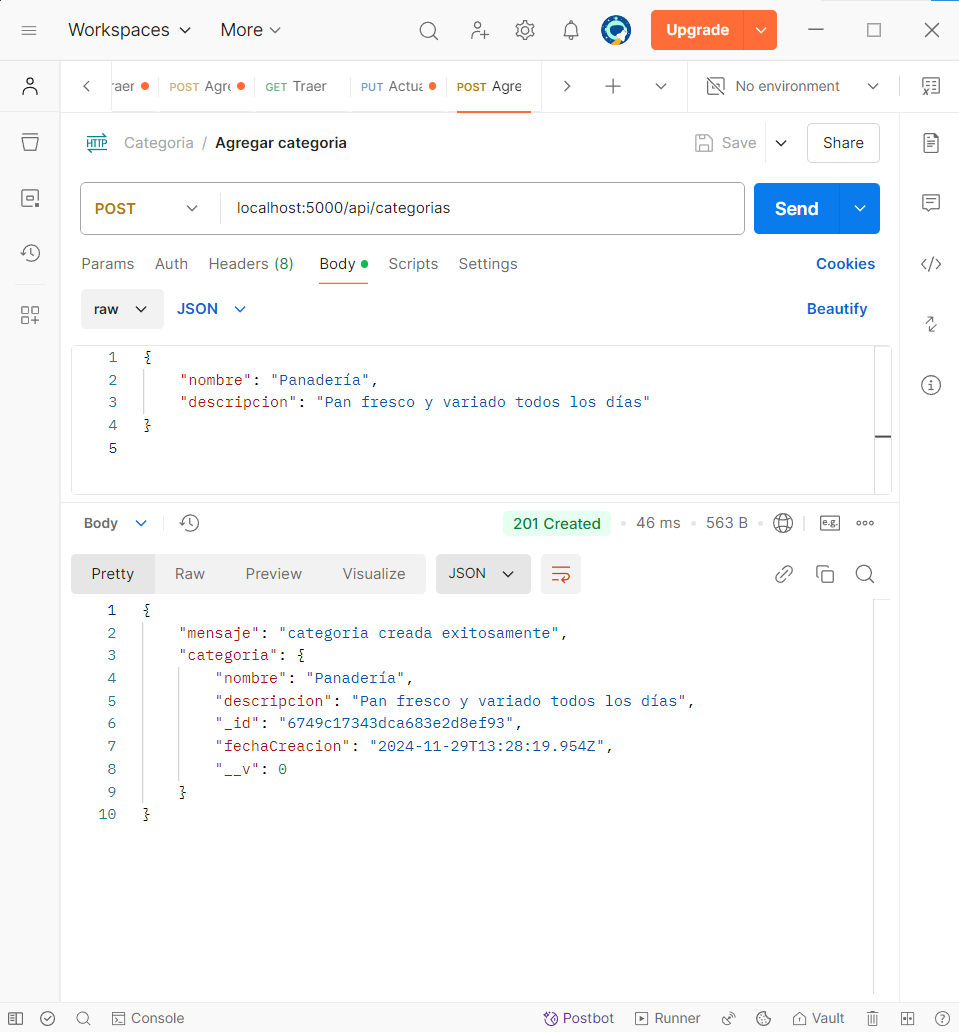 Workspaces More Upgrade
raer POST Agre GET Traer PUT Actua POST Agre No environment
HTTP Categoria / Agregar categoria Save Share
POST localhost:5000/api/categorias Send
Params Auth Headers (8) Body Scripts Settings Cookies
raw JSON Beautify
1 {
2 "nombre": "Panadería",
3 "descripcion": "Pan fresco y variado todos los días"
4 }
5
Body 201 Created 46 ms 563 B e.g.
Pretty Raw Preview Visualize JSON
1 {
2 "mensaje": "categoria creada exitosamente",
3 "categoria": {
4 "nombre": "Panadería",
5 "descripcion": "Pan fresco y variado todos los días",
6 "_id": "6749c17343dca683e2d8ef93",
7 "fechaCreacion": "2024-11-29T13:28:19.954Z",
8 "__v": 0
9 }
10 }
Console Postbot Runner Vault